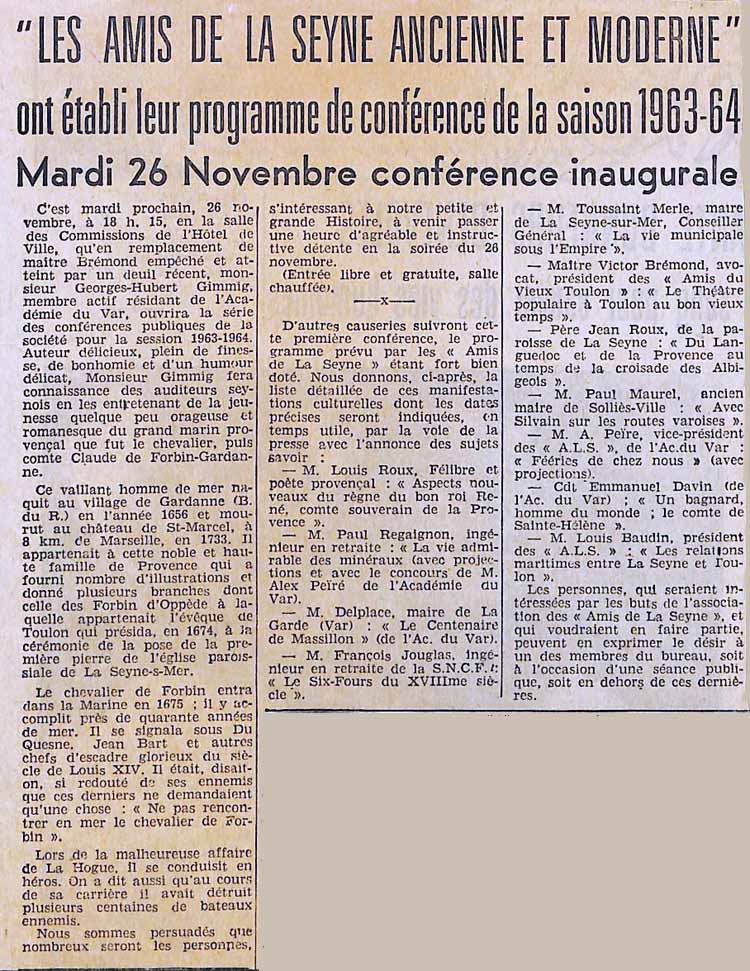 "LES AMIS DE LA SEYNE ANCIENNE ET MODERNE"
ont établi leur programme de conférence de la saison 1963-64
Mardi 26 Novembre conférence inaugurale
C'est mardi prochain, 26 no-
vembre, à 18 h. 15, en la salle
des Commissions de l'Hôtel de
Ville, qu'en remplacement de
maître Brémond empêché et at-
teint par un deuil récent, mon-
sieur Georges-Hubert Gimmig,
membre actif résidant de l'Aca-
démie du Var, ouvrira la série
des conférences publiques de la
société pour la session 1963-1964.
Auteur délicieux, plein de fines-
se, de bonhomie et d'un humour
délicat, Monsieur Gimmig fera
connaissance des auditeurs sey-
nois en les entretenant de la jeu-
nesse quelque peu orageuse et
romanesque du grand marin pro-
vençal que fut le chevalier, puis
comte Claude de Forbin-Gardan-
ne.
Ce vaillant homme de mer na-
quit au village de Gardanne (B.
du R.) en l'année 1656 et mou-
rut au château de St-Marcel, à
8 km. de Marseille, en 1733. Il
appartenait à cette noble et hau-
te famille de Provence qui a
fourni nombre d'illustrations et
donné plusieurs branches dont
celle des Forbin d'Oppède à la-
quelle appartenait l'évêque de
Toulon qui présida, en 1674, à la
cérémonie de la pose de la pre-
mière pierre de l'église parois-
siale de La Seyne-s-Mer.
Le chevalier de Forbin entra
dans la Marine en 1675 ; il y ac-
complit près de quarante années
de mer. Il se signala sous Du
Quesne, Jean Bart et autres
chefs d'escadre glorieux du siè-
cle de Louis XIV. Il était, disait-
on, si redouté de ses ennemis
que ces derniers ne demandaient
qu'une chose : « Ne pas rencon-
trer en mer le chevalier de For-
bin ».
Lors de la malheureuse affaire
de La Hogue, il se conduisit en
héros. On a dit aussi qu'au cours
de sa carrière il avait détruit
plusieurs centaines de bateaux
ennemis.
Nous sommes persuadés que
nombreux seront les personnes,
s'intéressant à notre petite et
grande Histoire, à venir passer
une heure d'agréable et instruc-
tive détente en la soirée du 26
novembre.
(Entrée libre et gratuite, salle
chauffée).
—x—
D'autres causeries suivront cet-
te première conférence, le pro-
gramme prévu par les « Amis
de La Seyne » étant fort bien
doté. Nous donnons, ci-après, la
liste détaillée de ces manifesta-
tions culturelles dont les dates
précises seront indiquées, en
temps utile, par la voie de la
presse avec l'annonce des sujets
savoir :
— M. Louis Roux, Félibre et
poète provençal : « Aspects nou-
veaux du règne du bon roi Re-
né, comte souverain de la Pro-
vence ».
— M. Paul Regaignon, ingé-
nieur en retraite : « La vie admi-
rable des minéraux (avec projec-
tions et avec le concours de M.
Alex Peïré de l'Académie du
Var).
— M. Delplace, maire de La
Garde (Var) : « Le Centenaire
de Massillon » (de l'Ac. du Var).
— M. François Jouglas, ingé-
nieur en retraite de la S.N.C.F. :
« Le Six-Fours du XVIIIme siè-
cle ».
— M. Toussaint Merle, maire
de La Seyne-sur-Mer, Conseiller
Général : « La vie municipale
sous l'Empire ».
— Maître Victor Brémond, avo-
cat, président des « Amis du
Vieux Toulon » : « Le Théâtre
populaire à Toulon au bon vieux
temps ».
— Père Jean Roux, de la pa-
roisse de La Seyne : « Du Lan-
guedoc et de la Provence au
temps de la croisade des Albi-
geois ».
— M. Paul Maurel, ancien
maire de Solliès-Ville : « Avec
Silvain sur les routes varoises ».
— M. A. Peïre, vice-président
des « A.L.S. », de l'Ac.du Var :
« Fééries de chez nous » (avec
projections).
— Cdt Emmanuel Davin (de
l'Ac. du Var) ; « Un bagnard,
homme du monde ; le comte de
Sainte-Hélène ».
— M. Louis Baudin, président
des « A.L.S. » : « Les relations
maritimes entre La Seyne et Tou-
lon ».
Les personnes, qui seraient in-
téressées par les buts de l'associa-
tion des « Amis de La Seyne », et
qui voudraient en faire partie,
peuvent en exprimer le désir à
un des membres du bureau, soit
à l'occasion d'une séance publi-
que, soit en dehors de ces derniè-
res.